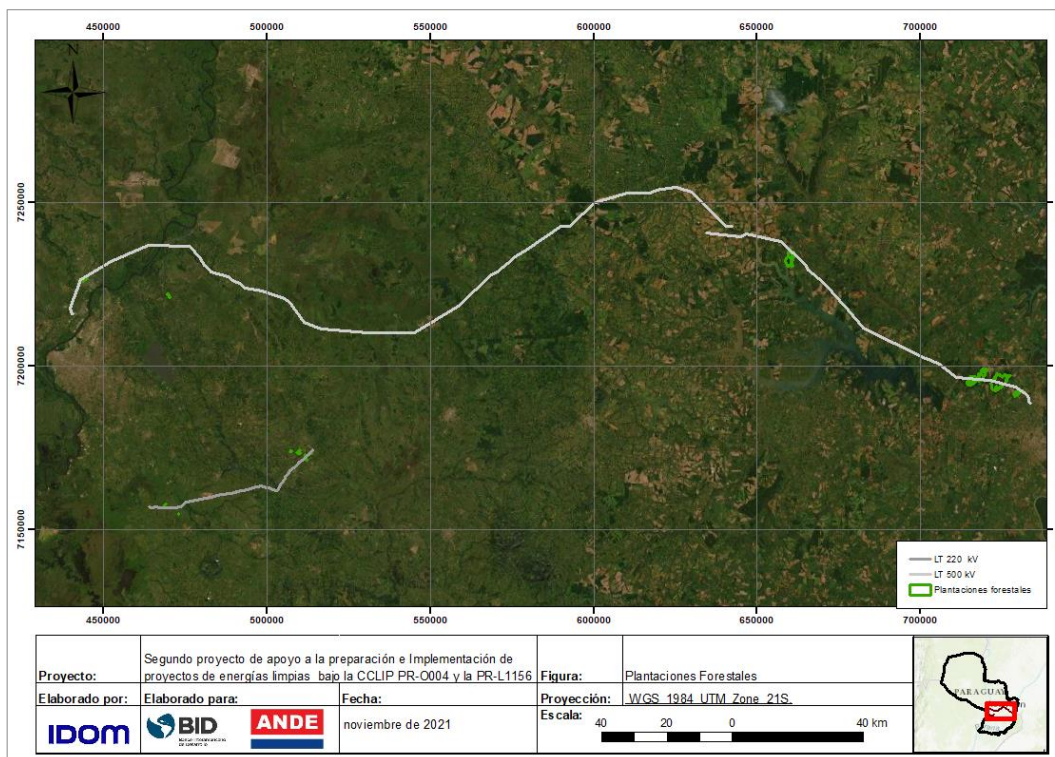 450000 500000 550000 600000 650000 700000
N
7250000 7250000
7200000 7200000
7150000 7150000
LT 220 kV
LT 500 kV
Plantaciones forestales
450000 500000 550000 600000 650000 700000
Proyecto:
Segundo proyecto de apoyo a la preparación e Implementación de
proyectos de energías limpias bajo la CCLIP PR-O004 y la PR-L1156
Figura:
Plantaciones Forestales
Elaborado por:
Elaborado para:
Fecha:
Proyección:
WGS_1984_UTM_Zone_21S.
IDOM
BID
ANDE
noviembre de 2021
Escala:
40 20 0 40 km
PARAGUAY